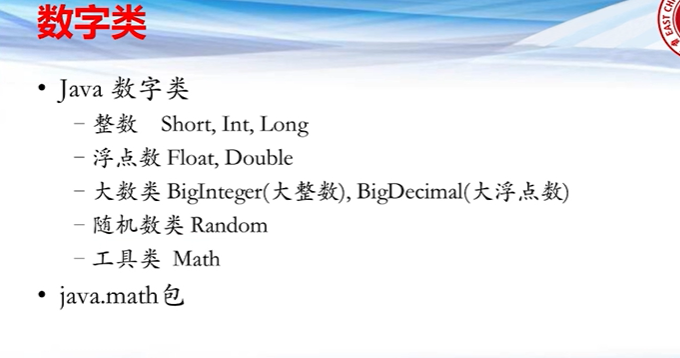 数字类
• Java 数字类
– 整数 Short, Int, Long
– 浮点数 Float, Double
– 大数类 BigInteger(大整数), BigDecimal(大浮点数)
– 随机数类 Random
– 工具类 Math
• java.math包
EAST CHI